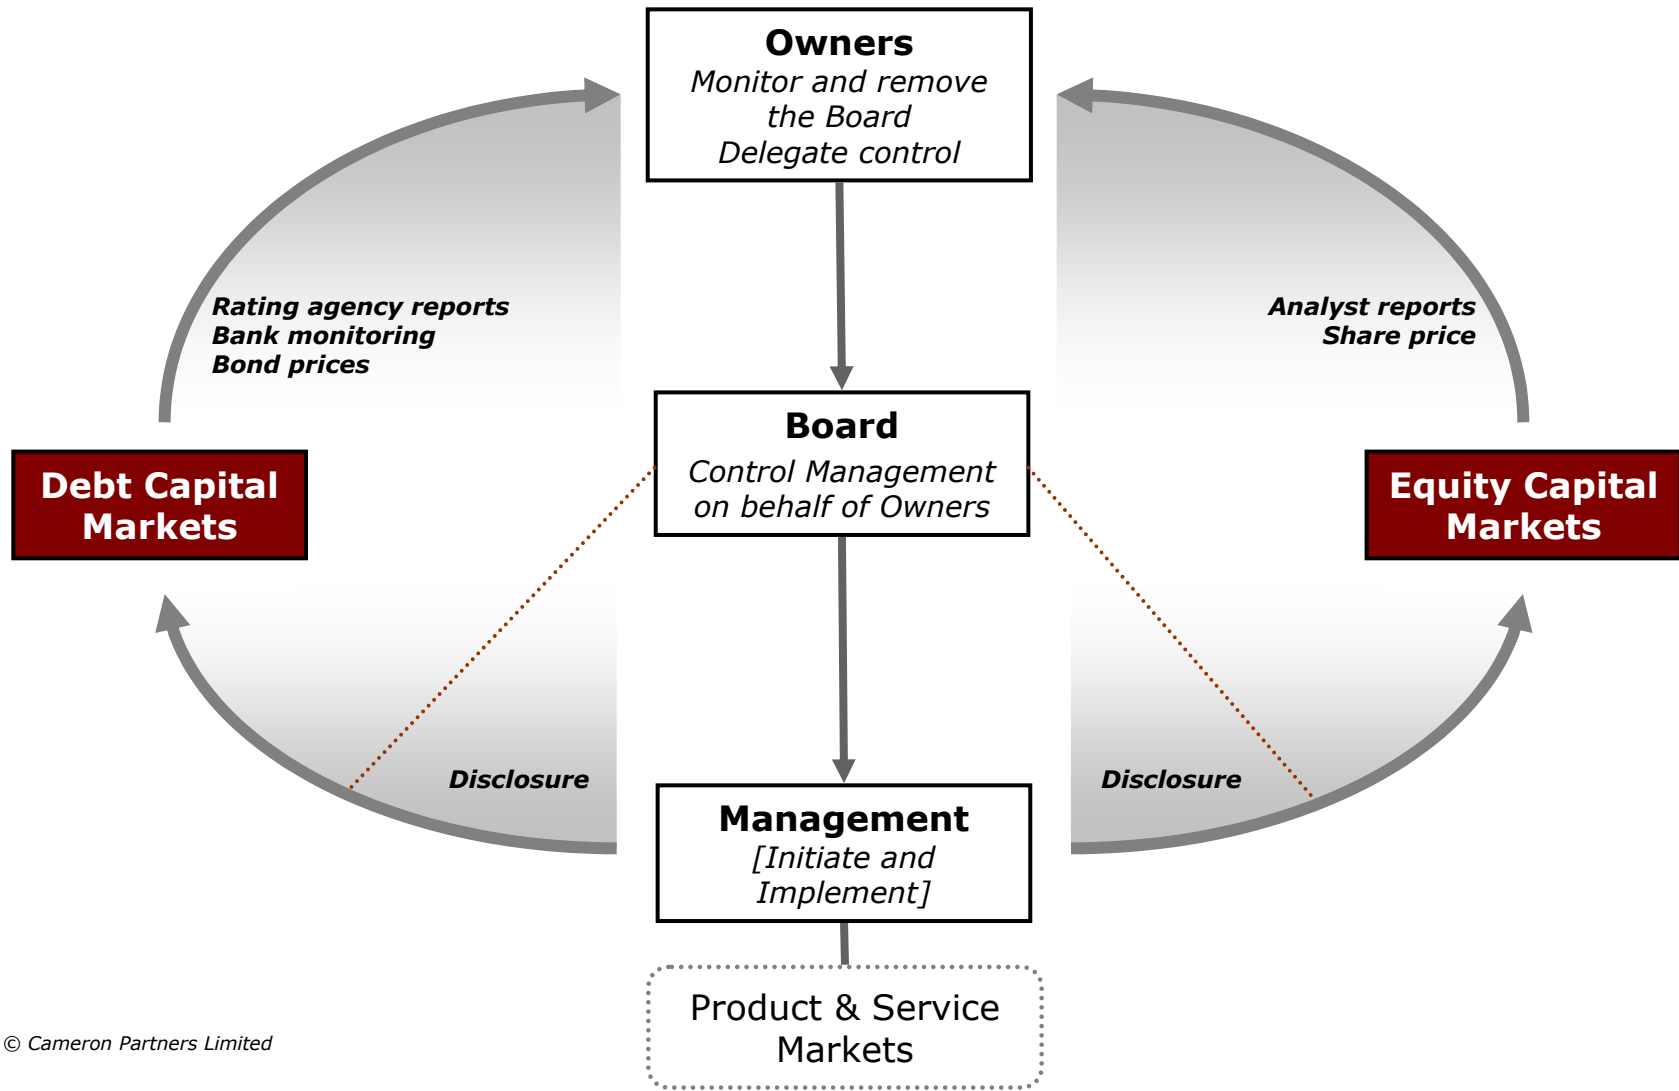 Owners
Monitor and remove
the Board
Delegate control
Rating agency reports
Bank monitoring
Bond prices
Analyst reports
Share price
Board
Control Management
on behalf of Owners
Debt Capital
Markets
Equity Capital
Markets
Disclosure
Disclosure
Management
[Initiate and
Implement]
Product & Service
Markets
© Cameron Partners Limited